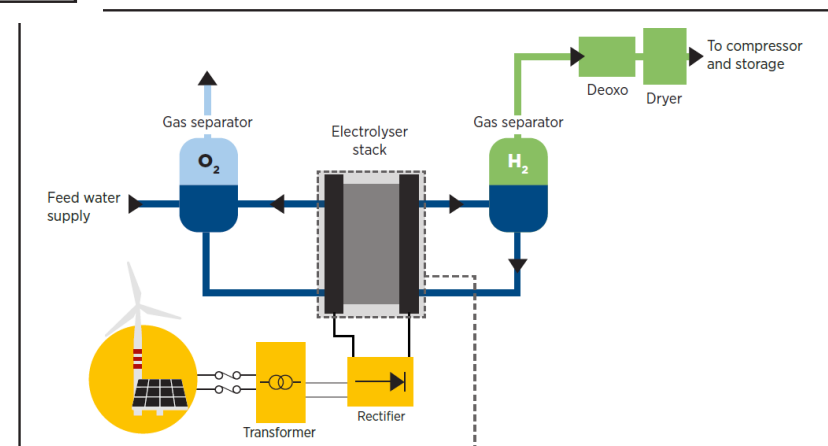 To compressor
and storage
Deoxo
Dryer
Gas separator
Gas separator
Electrolyser
stack
O2
H2
Feed water
supply
Rectifier
Transformer